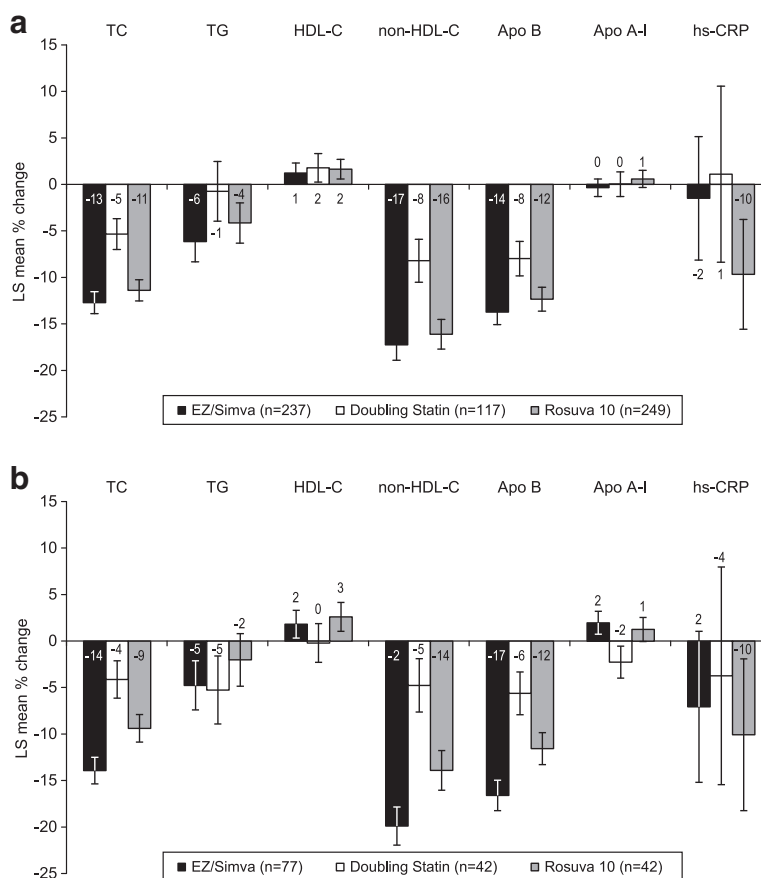 a
TC TG HDL-C non-HDL-C Apo B Apo A-I hs-CRP
15
10
5
0
-5
-10
-15
-20
-25
LS mean % change
-13 -5 -11 -6 -1 -4 1 2 2 -17 -8 -16 -14 -8 -12 0 0 1 -2 1 -10
EZ/Simva (n=237) Doubling Statin (n=117) Rosuva 10 (n=249)
b
TC TG HDL-C non-HDL-C Apo B Apo A-I hs-CRP
15
10
5
0
-5
-10
-15
-20
-25
LS mean % change
-14 -4 -9 -5 -5 -2 2 0 3 -2 -5 -14 -17 -6 -12 2 -2 1 2 -4 -10
EZ/Simva (n=77) Doubling Statin (n=42) Rosuva 10 (n=42)